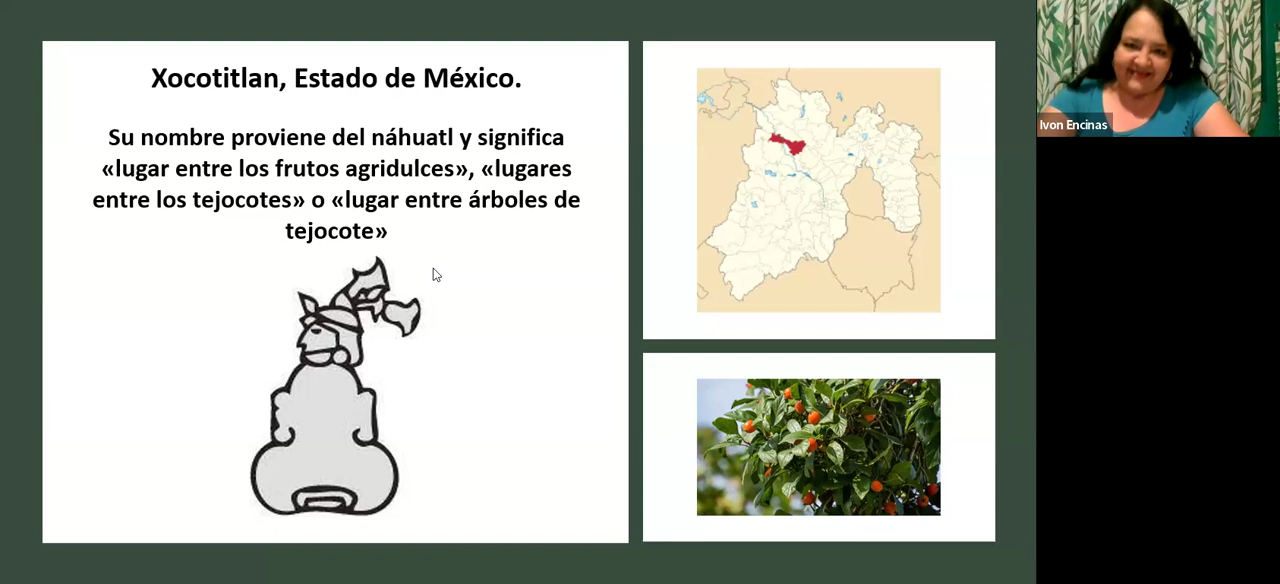 Xocotitlan, Estado de México.
Su nombre proviene del náhuatl y significa
«lugar entre los frutos agridulces», «lugares
entre los tejocotes» o «lugar entre árboles de
tejocote»
Ivon Encinas